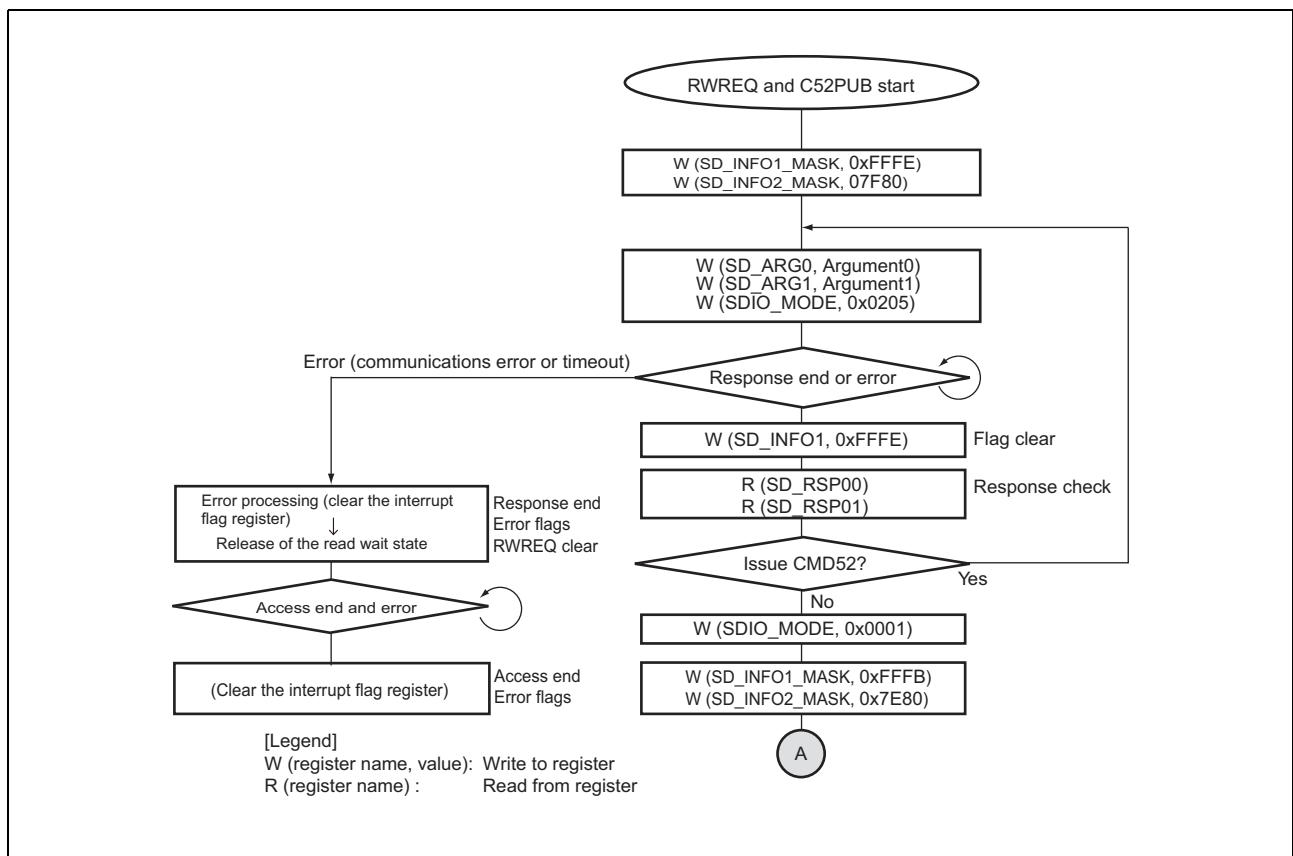 RWREQ and C52PUB start
W (SD_INFO1_MASK, 0xFFFE)
W (SD_INFO2_MASK, 07F80)
W (SD_ARG0, Argument0)
W (SD_ARG1, Argument1)
W (SDIO_MODE, 0x0205)
Error (communications error or timeout)
Response end or error
W (SD_INFO1, 0xFFFE)
Flag clear
R (SD_RSP00)
R (SD_RSP01)
Response check
Error processing (clear the interrupt
flag register)
↓
Release of the read wait state
Response end
Error flags
RWREQ clear
Issue CMD52?
Yes
No
Access end and error
W (SDIO_MODE, 0x0001)
(Clear the interrupt flag register)
Access end
Error flags
W (SD_INFO1_MASK, 0xFFFB)
W (SD_INFO2_MASK, 0x7E80)
A
[Legend]
W (register name, value): Write to register
R (register name) : Read from register